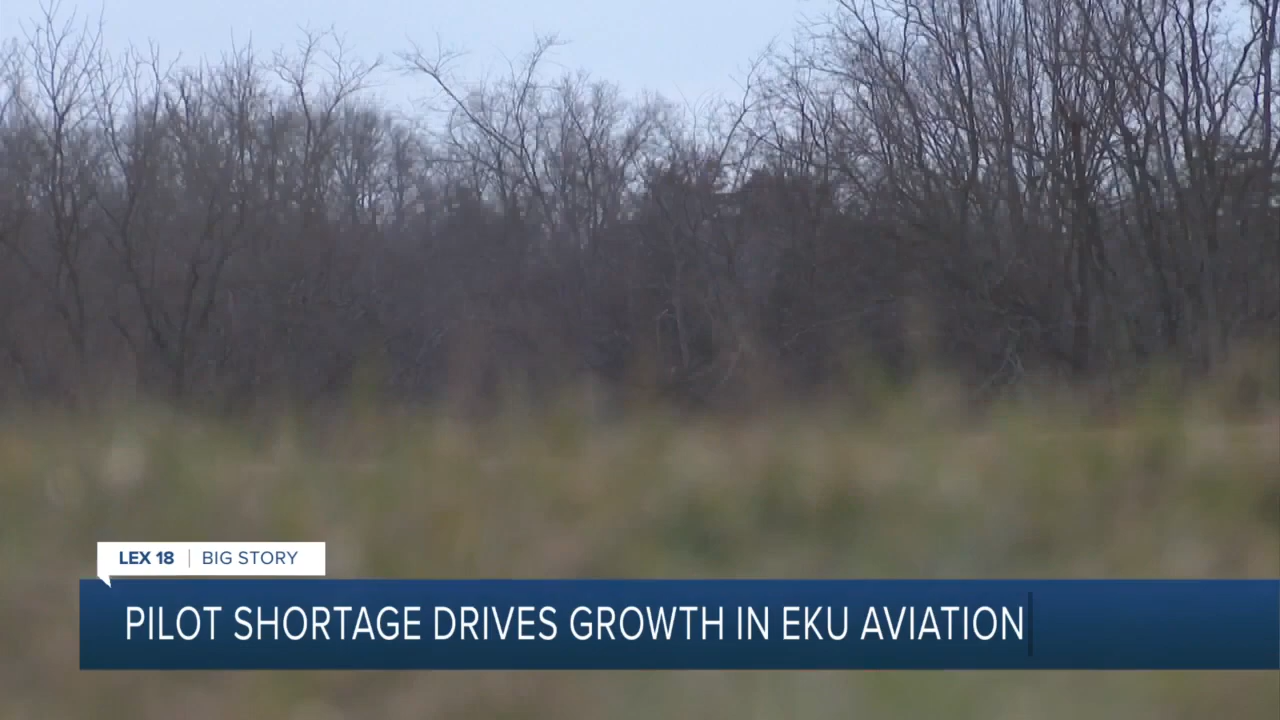 LEX 18 | BIG STORY
PILOT SHORTAGE DRIVES GROWTH IN EKU AVIATION